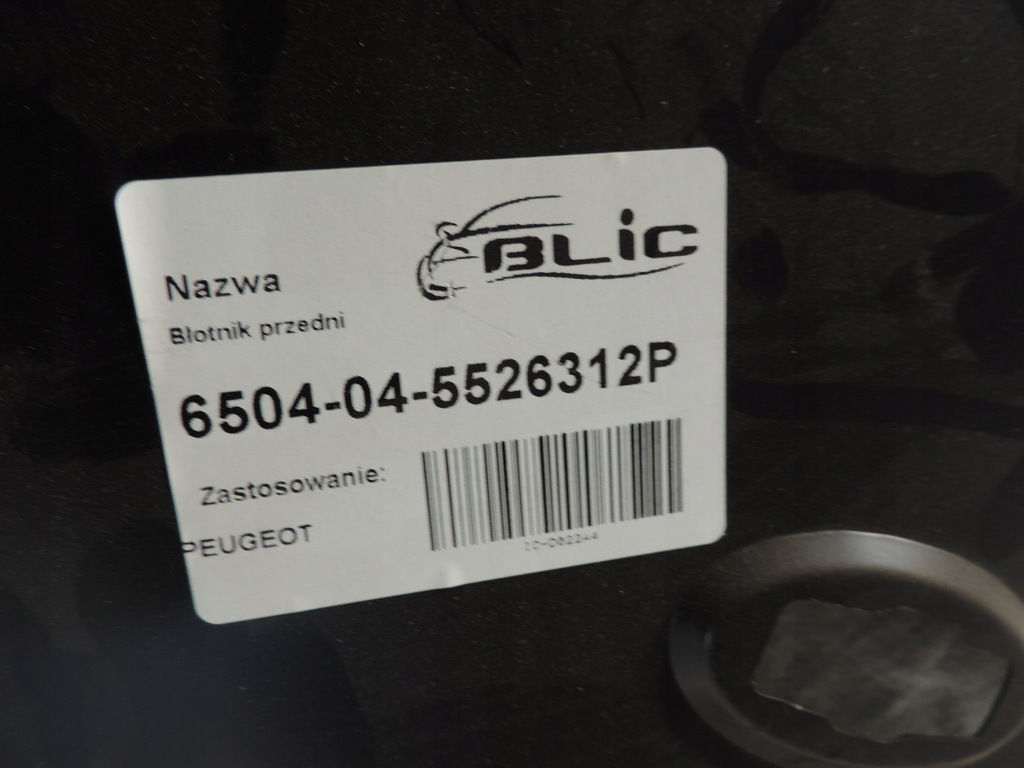 BLiC
Nazwa
Błotnik przedni
6504-04-5526312P
Zastosowanie:
PEUGEOT